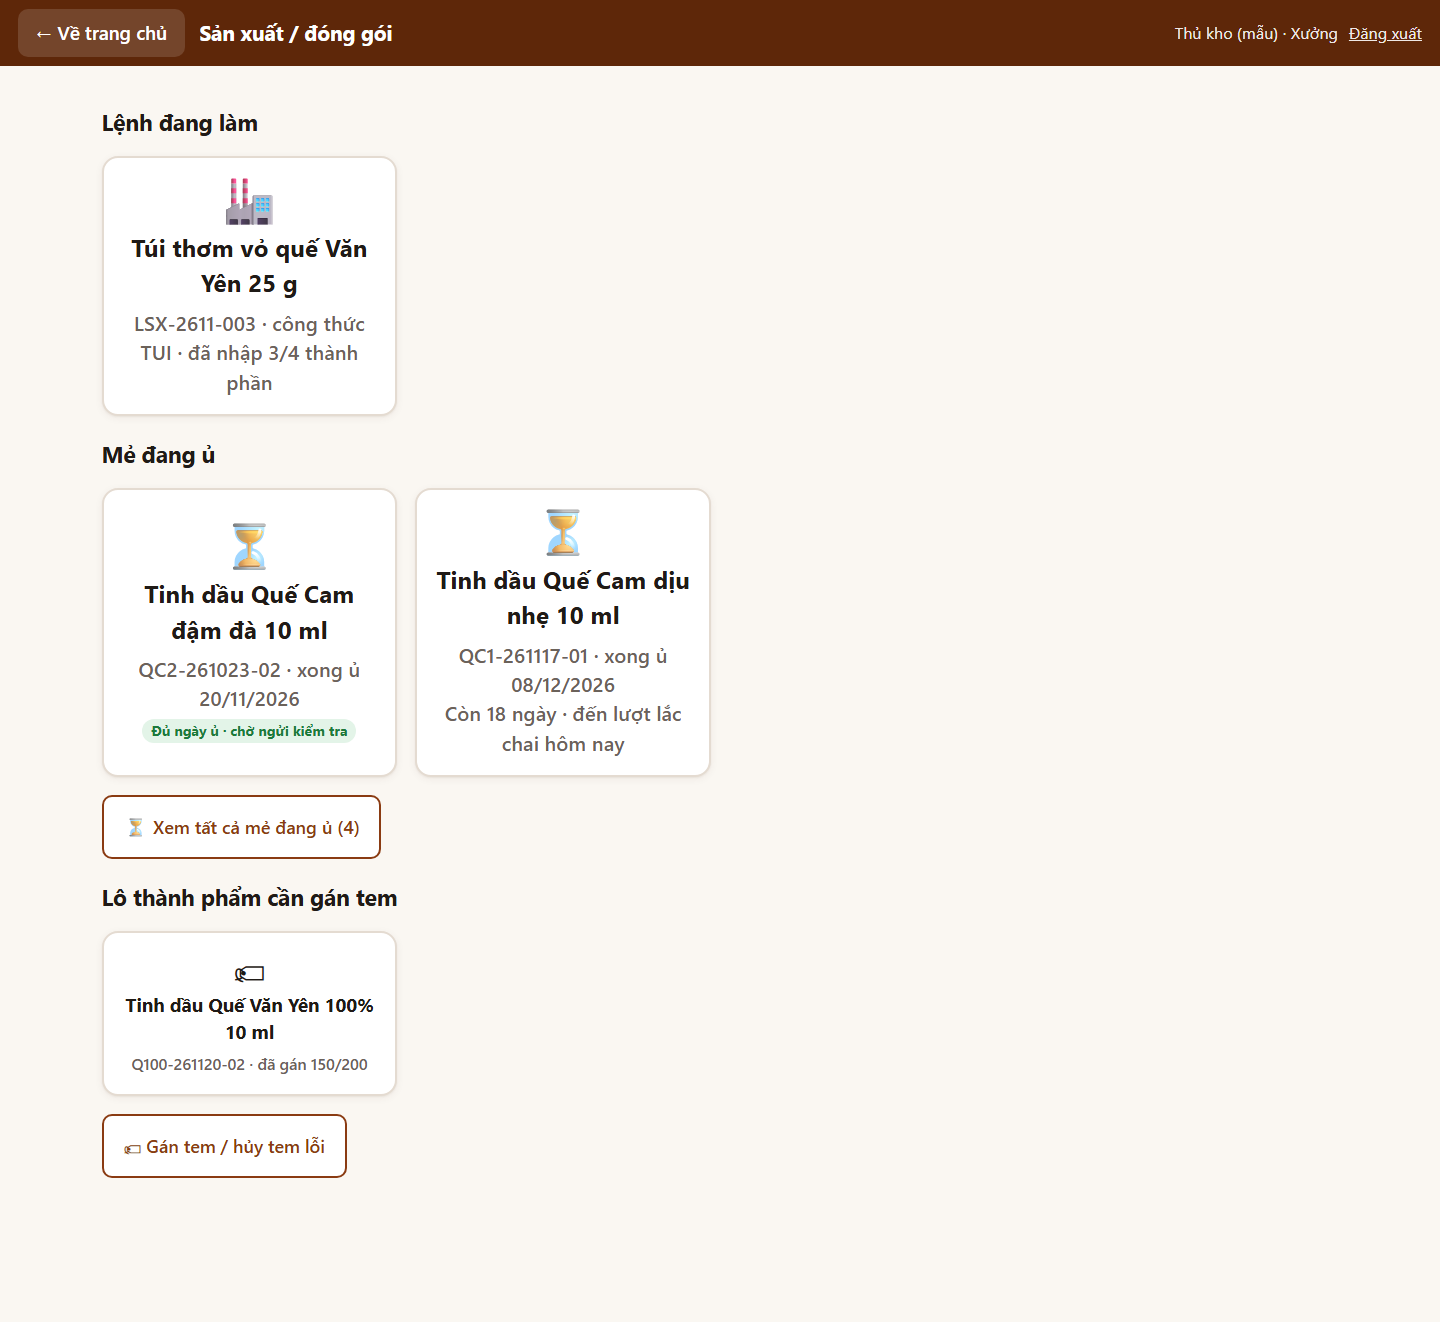 ← Về trang chủ
Sản xuất / đóng gói
Thủ kho (mẫu) · Xưởng
Đăng xuất
Lệnh đang làm
Túi thơm vỏ quế Văn
Yên 25 g
LSX-2611-003 · công thức
TUI · đã nhập 3/4 thành
phần
Mẻ đang ủ
Tinh dầu Quế Cam
đậm đà 10 ml
QC2-261023-02 · xong ủ
20/11/2026
Đủ ngày ủ · chờ ngửi kiểm tra
Tinh dầu Quế Cam dịu
nhẹ 10 ml
QC1-261117-01 · xong ủ
08/12/2026
Còn 18 ngày · đến lượt lắc
chai hôm nay
Xem tất cả mẻ đang ủ (4)
Lô thành phẩm cần gán tem
Tinh dầu Quế Văn Yên 100%
10 ml
Q100-261120-02 · đã gán 150/200
Gán tem / hủy tem lỗi